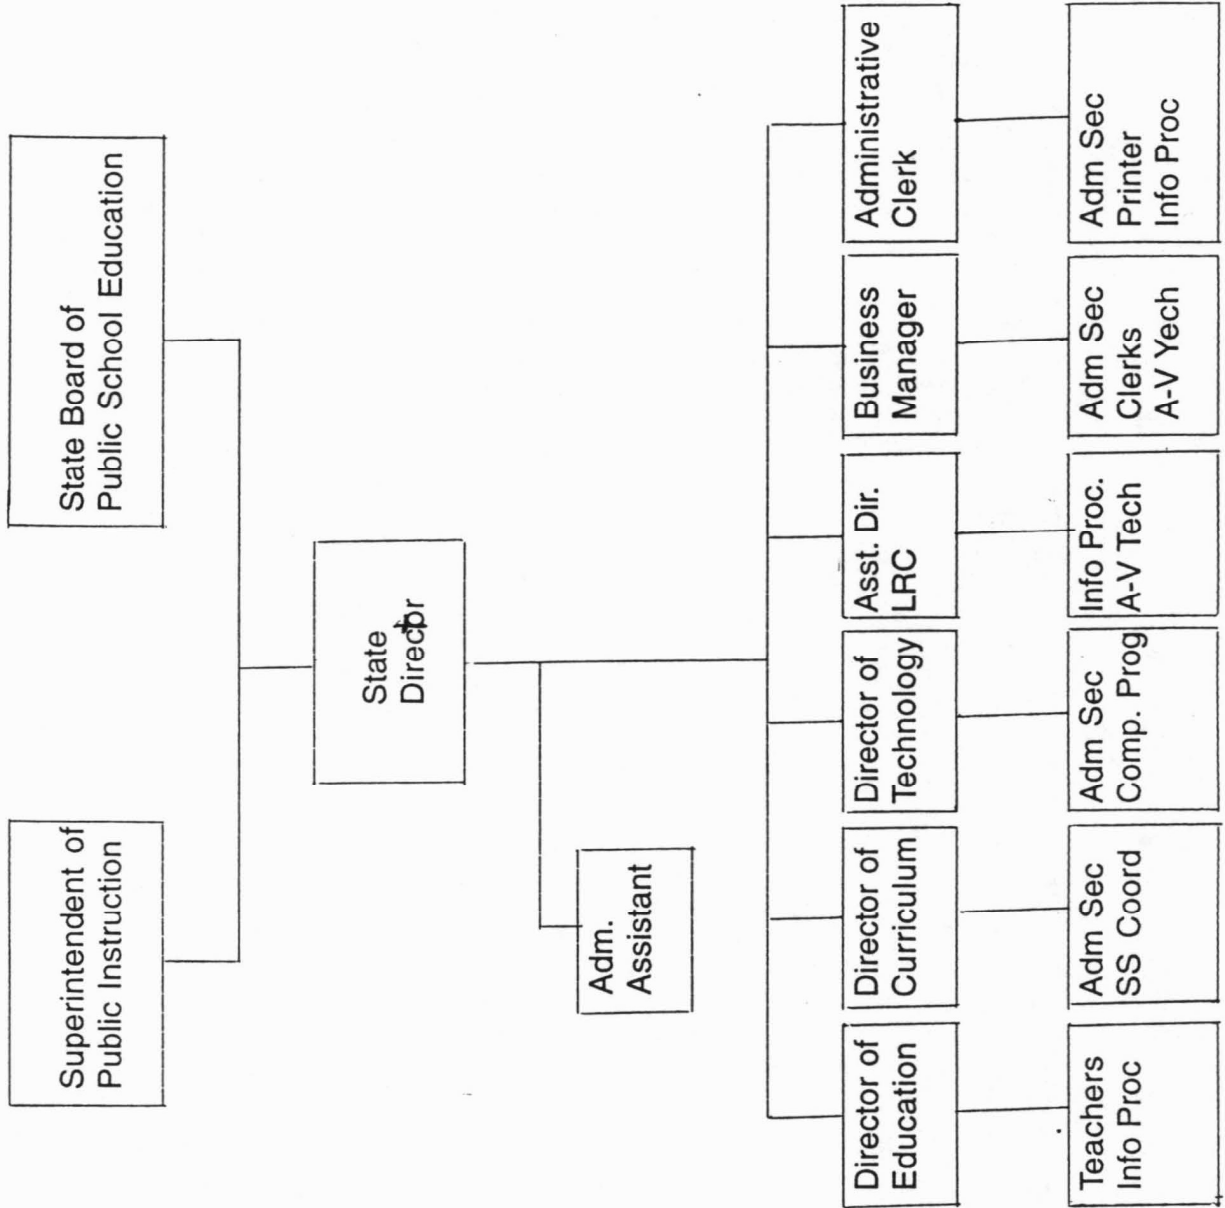 Superintendent of
Public Instruction
State Board of
Public School Education
State
Director
Adm.
Assistant
Director of
Education
Director of
Curriculum
Director of
Technology
Asst. Dir.
LRC
Business
Manager
Administrative
Clerk
Teachers
Info Proc
Adm Sec
SS Coord
Adm Sec
Comp. Prog
Info Proc.
A-V Tech
Adm Sec
Clerks
A-V Yech
Adm Sec
Printer
Info Proc